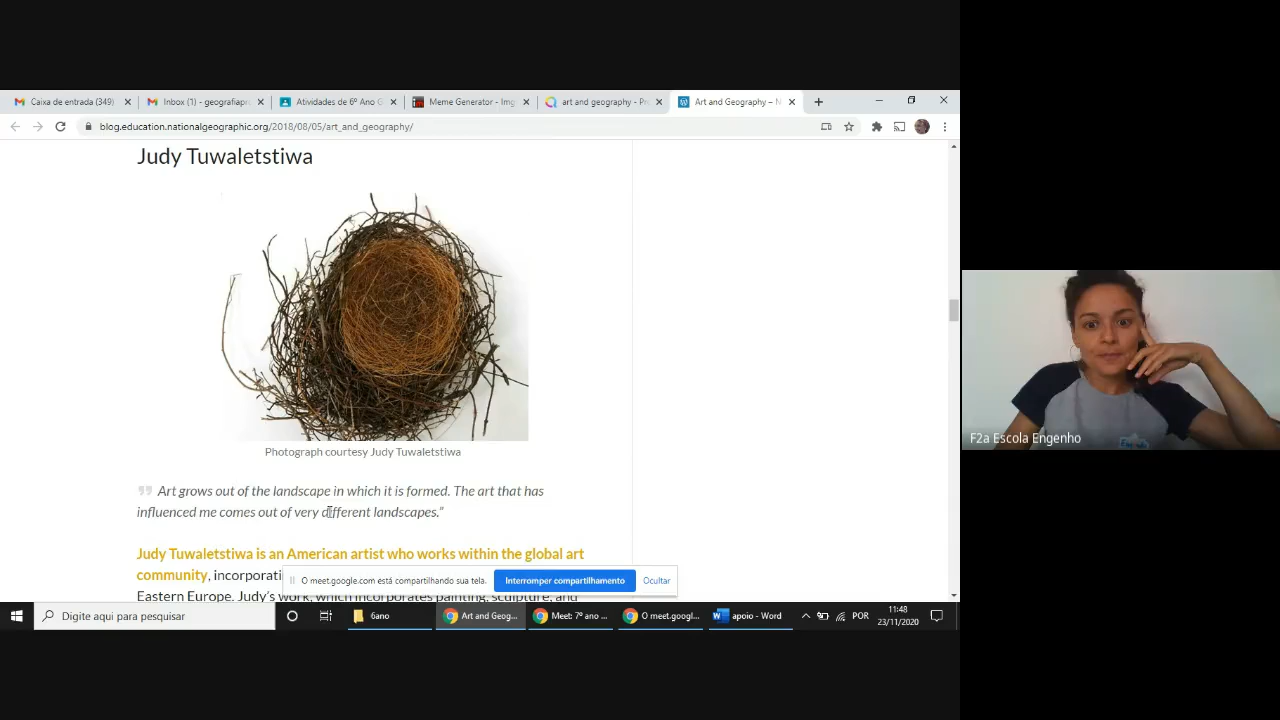 Caixa de entrada (349)
Inbox (1) - geografiapr
Atividades de 6º Ano G
Meme Generator - Img
art and geography - Pr
Art and Geography – N
blog.education.nationalgeographic.org/2018/08/05/art_and_geography/
Judy Tuwaletstiwa
Photograph courtesy Judy Tuwaletstiwa
Art grows out of the landscape in which it is formed. The art that has
influenced me comes out of very different landscapes."
Judy Tuwaletstiwa is an American artist who works within the global art
community, incorporati
Eastern Europe. Judy's work, which incorporates painting, sculpture, and
O meet.google.com está compartilhando sua tela.
Interromper compartilhamento
Ocultar
F2a Escola Engenho
Digite aqui para pesquisar
6ano
Art and Geog...
Meet: 7º ano ...
O meet.googl...
apoio - Word
POR
11:48
23/11/2020